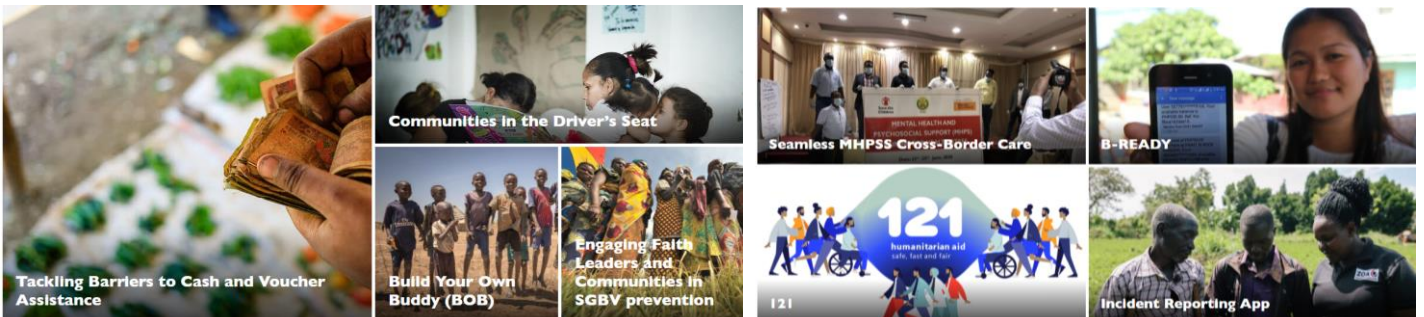 Tackling Barriers to Cash and Voucher
Assistance
Communities in the Driver's Seat
Build Your Own
Buddy (BOB)
Engaging Faith
Leaders and
Communities in
SGBV prevention
MENTAL HEALTH AND
PSYCHOSOCIAL SUPPORT (MHPS)
Seamless MHPSS Cross-Border Care
B-READY
121
humanitarian aid
safe, fast and fair
121
ZOA
Incident Reporting App